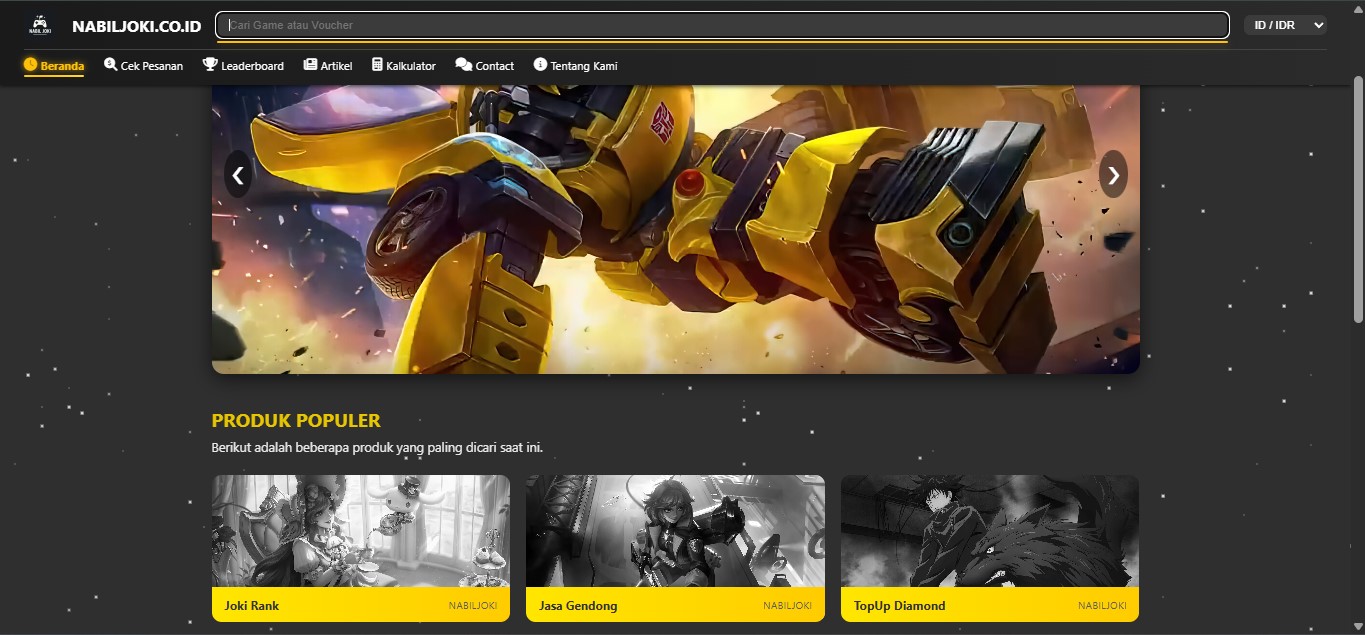 NABIL JOKI
NABILJOKI.CO.ID
Cari Game atau Voucher
ID / IDR
Beranda
Cek Pesanan
Leaderboard
Artikel
Kalkulator
Contact
Tentang Kami
PRODUK POPULER
Berikut adalah beberapa produk yang paling dicari saat ini.
Joki Rank
NABILJOKI
Jasa Gendong
NABILJOKI
TopUp Diamond
NABILJOKI